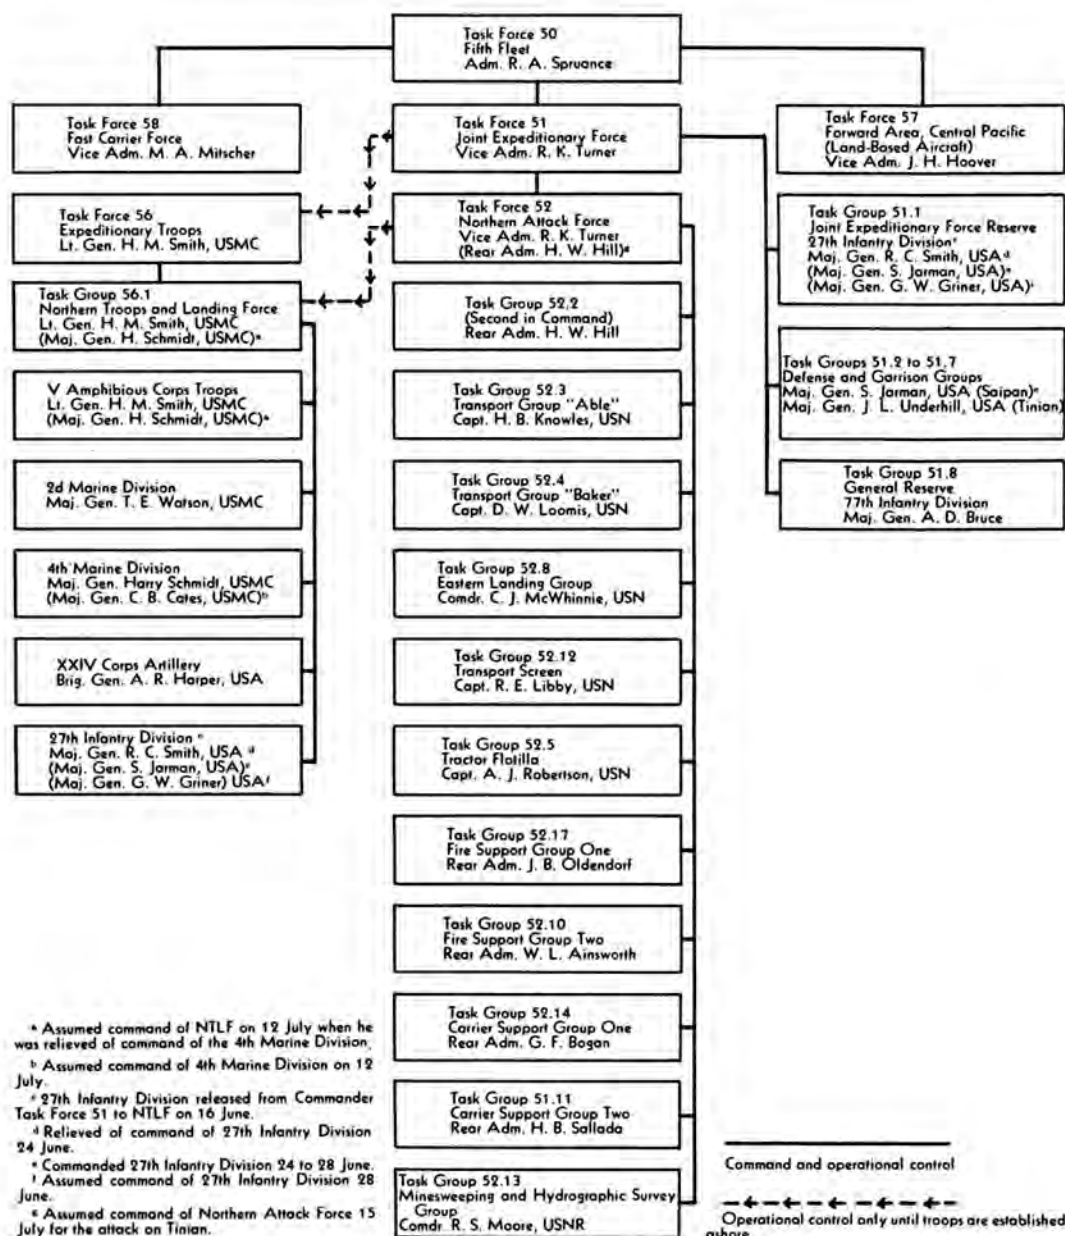 Task Force 50
Fifth Fleet
Adm. R. A. Spruance
Task Force 58
Fast Carrier Force
Vice Adm. M. A. Mitscher
Task Force 51
Joint Expeditionary Force
Vice Adm. R. K. Turner
Task Force 57
Forward Area, Central Pacific
(Land-Based Aircraft)
Vice Adm. J. H. Hoover
Task Force 56
Expeditionary Troops
Lt. Gen. H. M. Smith, USMC
Task Force 52
Northern Attack Force
Vice Adm. R. K. Turner
(Rear Adm. H. W. Hill)ᵍ
Task Group 51.1
Joint Expeditionary Force Reserve
27th Infantry Divisionᶜ
Maj. Gen. R. C. Smith, USAᵈ
(Maj. Gen. S. Jarman, USA)ᵉ
(Maj. Gen. G. W. Griner, USA)ᶠ
Task Group 56.1
Northern Troops and Landing Force
Lt. Gen. H. M. Smith, USMC
(Maj. Gen. H. Schmidt, USMC)ᵃ
Task Group 52.2
(Second in Command)
Rear Adm. H. W. Hill
Task Groups 51.2 to 51.7
Defense and Garrison Groups
Maj. Gen. S. Jarman, USA (Saipan)ᵉ
Maj. Gen. J. L. Underhill, USA (Tinian)
V Amphibious Corps Troops
Lt. Gen. H. M. Smith, USMC
(Maj. Gen. H. Schmidt, USMC)ᵃ
Task Group 52.3
Transport Group "Able"
Capt. H. B. Knowles, USN
Task Group 51.8
General Reserve
77th Infantry Division
Maj. Gen. A. D. Bruce
2d Marine Division
Maj. Gen. T. E. Watson, USMC
Task Group 52.4
Transport Group "Baker"
Capt. D. W. Loomis, USN
4th Marine Division
Maj. Gen. Harry Schmidt, USMC
(Maj. Gen. C. B. Cates, USMC)ᵇ
Task Group 52.8
Eastern Landing Group
Comdr. C. J. McWhinnie, USN
XXIV Corps Artillery
Brig. Gen. A. R. Harper, USA
Task Group 52.12
Transport Screen
Capt. R. E. Libby, USN
27th Infantry Division ᶜ
Maj. Gen. R. C. Smith, USA ᵈ
(Maj. Gen. S. Jarman, USA)ᵉ
(Maj. Gen. G. W. Griner) USAᶠ
Task Group 52.5
Tractor Flotilla
Capt. A. J. Robertson, USN
Task Group 52.17
Fire Support Group One
Rear Adm. J. B. Oldendorf
Task Group 52.10
Fire Support Group Two
Rear Adm. W. L. Ainsworth
Task Group 52.14
Carrier Support Group One
Rear Adm. G. F. Bogan
Task Group 51.11
Carrier Support Group Two
Rear Adm. H. B. Sallada
Task Group 52.13
Minesweeping and Hydrographic Survey
Group
Comdr. R. S. Moore, USNR
ᵃ Assumed command of NTLF on 12 July when he
was relieved of command of the 4th Marine Division.
ᵇ Assumed command of 4th Marine Division on 12
July.
ᶜ 27th Infantry Division released from Commander
Task Force 51 to NTLF on 16 June.
ᵈ Relieved of command of 27th Infantry Division
24 June.
ᵉ Commanded 27th Infantry Division 24 to 28 June.
ᶠ Assumed command of 27th Infantry Division 28
June.
ᵍ Assumed command of Northern Attack Force 15
July for the attack on Tinian.
Command and operational control
Operational control only until troops are established
ashore